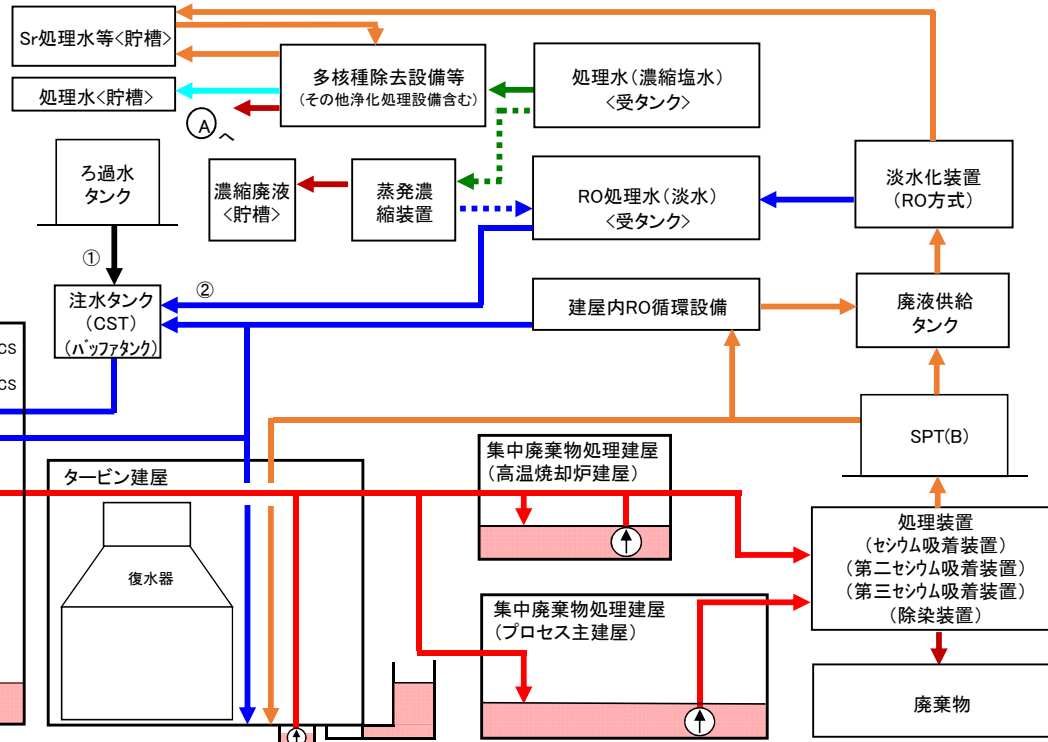 Sr処理水等<貯槽>
処理水<貯槽>
多核種除去設備等
(その他浄化処理設備含む)
Aへ
処理水(濃縮塩水)
<受タンク>
ろ過水
タンク
濃縮廃液
<貯槽>
蒸発濃
縮装置
RO処理水(淡水)
<受タンク>
淡水化装置
(RO方式)
①
②
注水タンク
(CST)
(バッファタンク)
建屋内RO循環設備
廃液供給
タンク
CS
CS
SPT(B)
タービン建屋
復水器
集中廃棄物処理建屋
(高温焼却炉建屋)
集中廃棄物処理建屋
(プロセス主建屋)
処理装置
(セシウム吸着装置)
(第二セシウム吸着装置)
(第三セシウム吸着装置)
(除染装置)
廃棄物